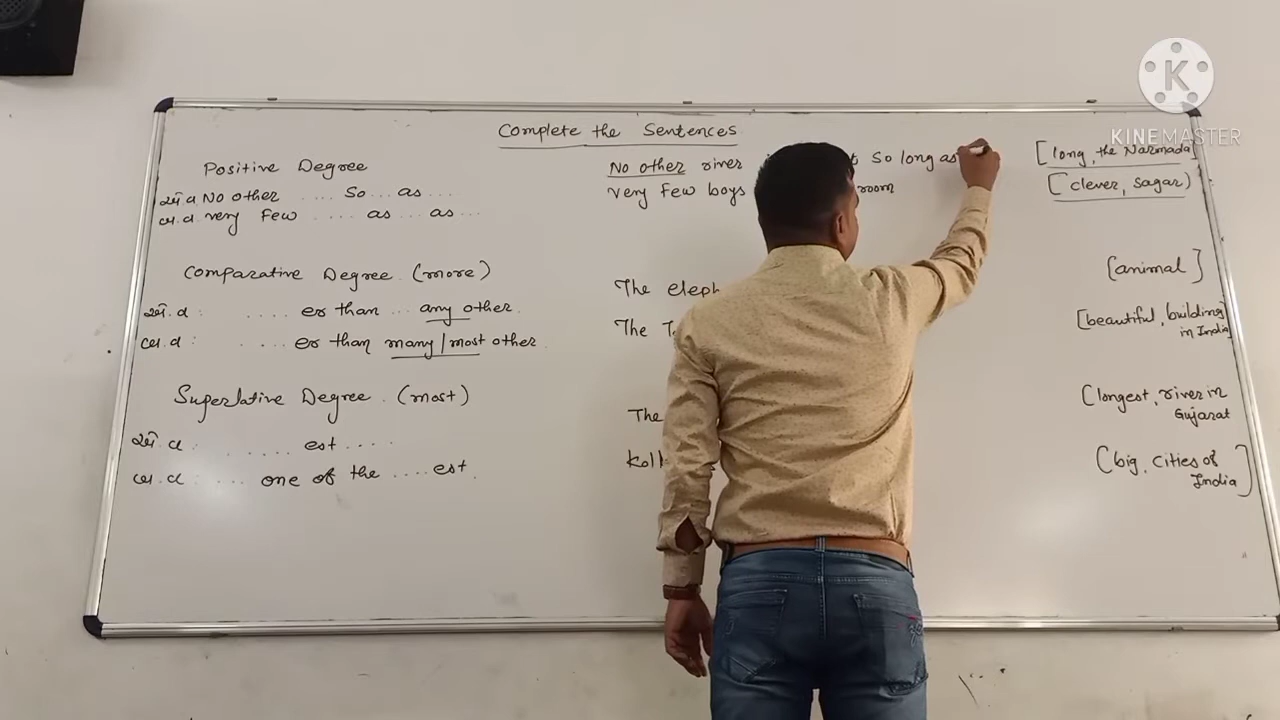 Complete the Sentences
Positive Degree
એ.વ No other .... So ... as ...
બ.વ. very Few .... as ... as ...
Comparative Degree (more)
એ.વ : .... er than ... any other.
બ.વ : .... er than many/most other.
Superlative Degree. (most)
એ.વ : ...... est ....
બ.વ : .... one of the .... est.
No other river So long as [long, the Narmada]
Very Few boys room [clever, Sagar)
The [animal]
The [beautiful, building in India]
The (longest, river in Gujarat
(big, cities of India]
K
KINEMASTER